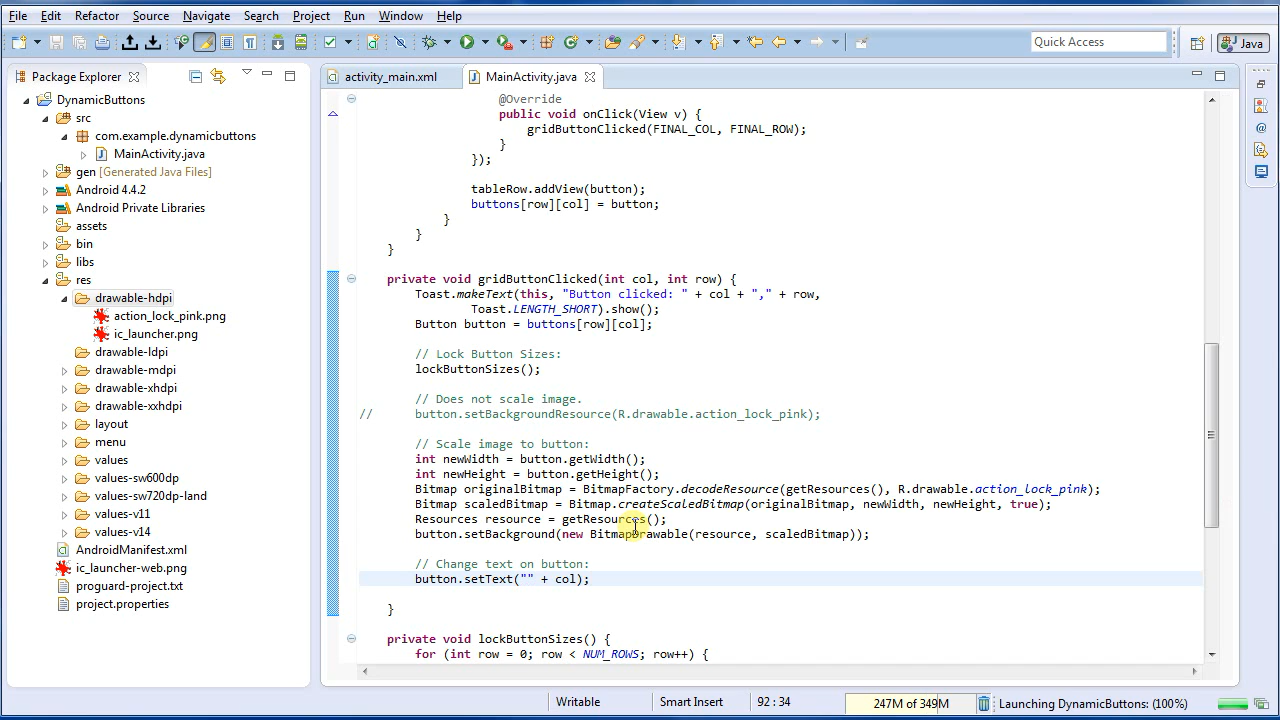 File Edit Refactor Source Navigate Search Project Run Window Help
Quick Access
Java
Package Explorer
DynamicButtons
src
com.example.dynamicbuttons
MainActivity.java
gen [Generated Java Files]
Android 4.4.2
Android Private Libraries
assets
bin
libs
res
drawable-hdpi
action_lock_pink.png
ic_launcher.png
drawable-ldpi
drawable-mdpi
drawable-xhdpi
drawable-xxhdpi
layout
menu
values
values-sw600dp
values-sw720dp-land
values-v11
values-v14
AndroidManifest.xml
ic_launcher-web.png
proguard-project.txt
project.properties
activity_main.xml
MainActivity.java
@Override
public void onClick(View v) {
gridButtonClicked(FINAL_COL, FINAL_ROW);
}
});
tableRow.addView(button);
buttons[row][col] = button;
}
}
}
private void gridButtonClicked(int col, int row) {
Toast.makeText(this, "Button clicked: " + col + "," + row,
Toast.LENGTH_SHORT).show();
Button button = buttons[row][col];
// Lock Button Sizes:
lockButtonSizes();
// Does not scale image.
// button.setBackgroundResource(R.drawable.action_lock_pink);
// Scale image to button:
int newWidth = button.getWidth();
int newHeight = button.getHeight();
Bitmap originalBitmap = BitmapFactory.decodeResource(getResources(), R.drawable.action_lock_pink);
Bitmap scaledBitmap = Bitmap.createScaledBitmap(originalBitmap, newWidth, newHeight, true);
Resources resource = getResources();
button.setBackground(new BitmapDrawable(resource, scaledBitmap));
// Change text on button:
button.setText("" + col);
}
private void lockButtonSizes() {
for (int row = 0; row < NUM_ROWS; row++) {
Writable
Smart Insert
92 : 34
247M of 349M
Launching DynamicButtons: (100%)